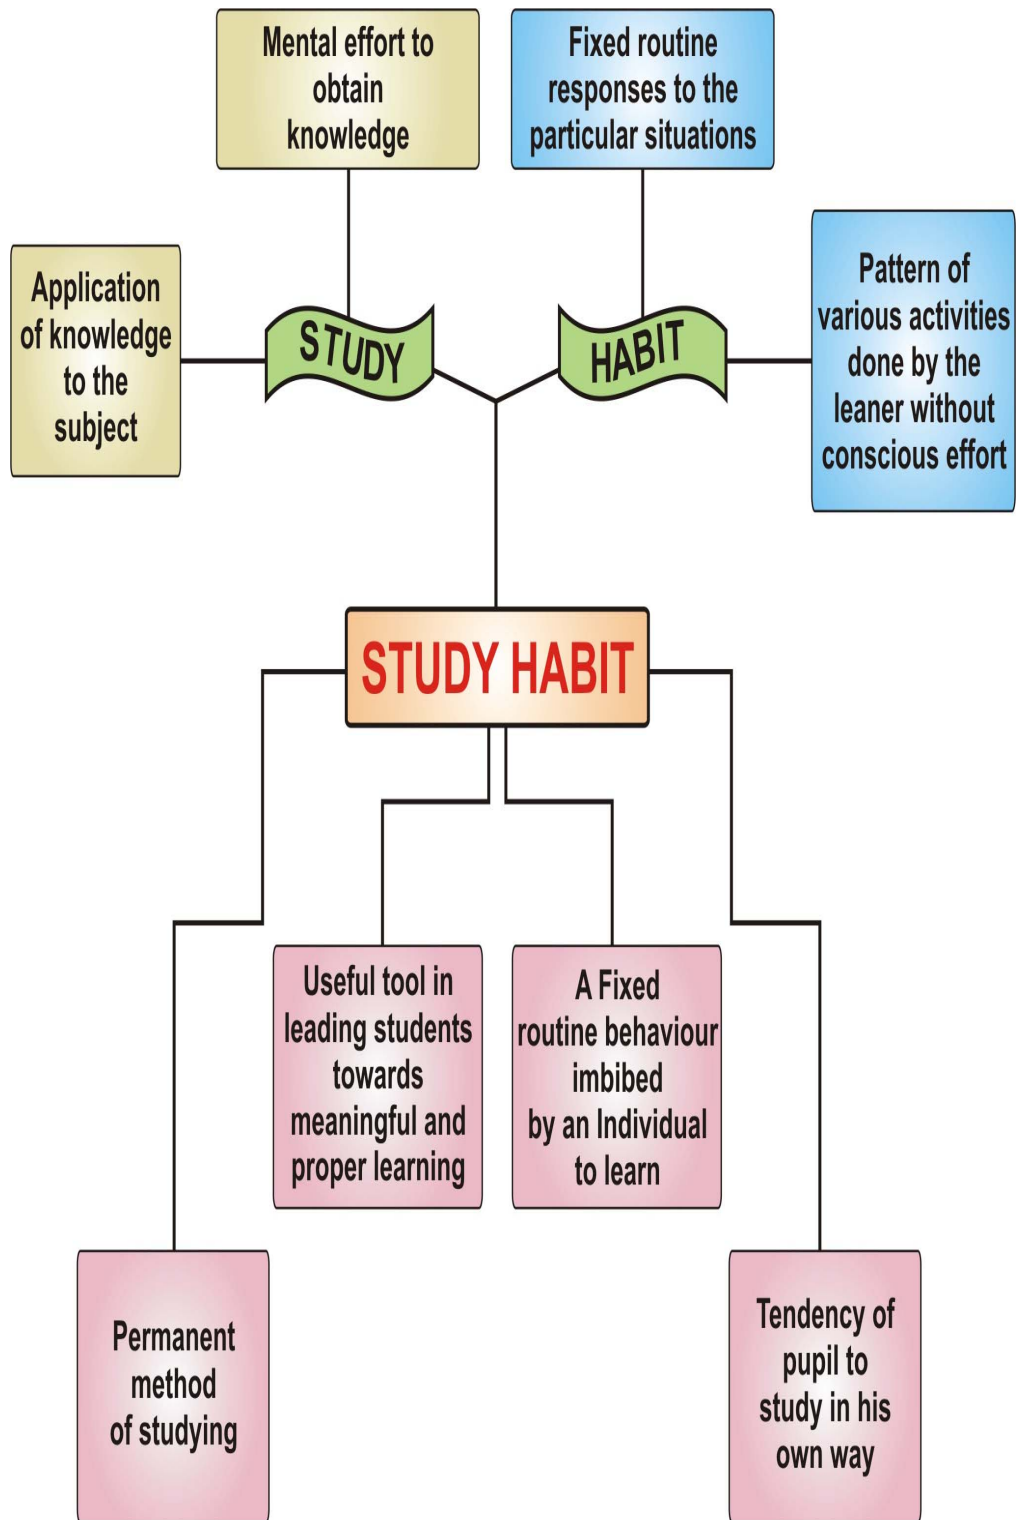 Mental effort to
obtain
knowledge
Fixed routine
responses to the
particular situations
Application
of knowledge
to the
subject
STUDY
HABIT
Pattern of
various activities
done by the
leaner without
conscious effort
STUDY HABIT
Useful tool in
leading students
towards
meaningful and
proper learning
A Fixed
routine behaviour
imbibed
by an Individual
to learn
Permanent
method
of studying
Tendency of
pupil to
study in his
own way